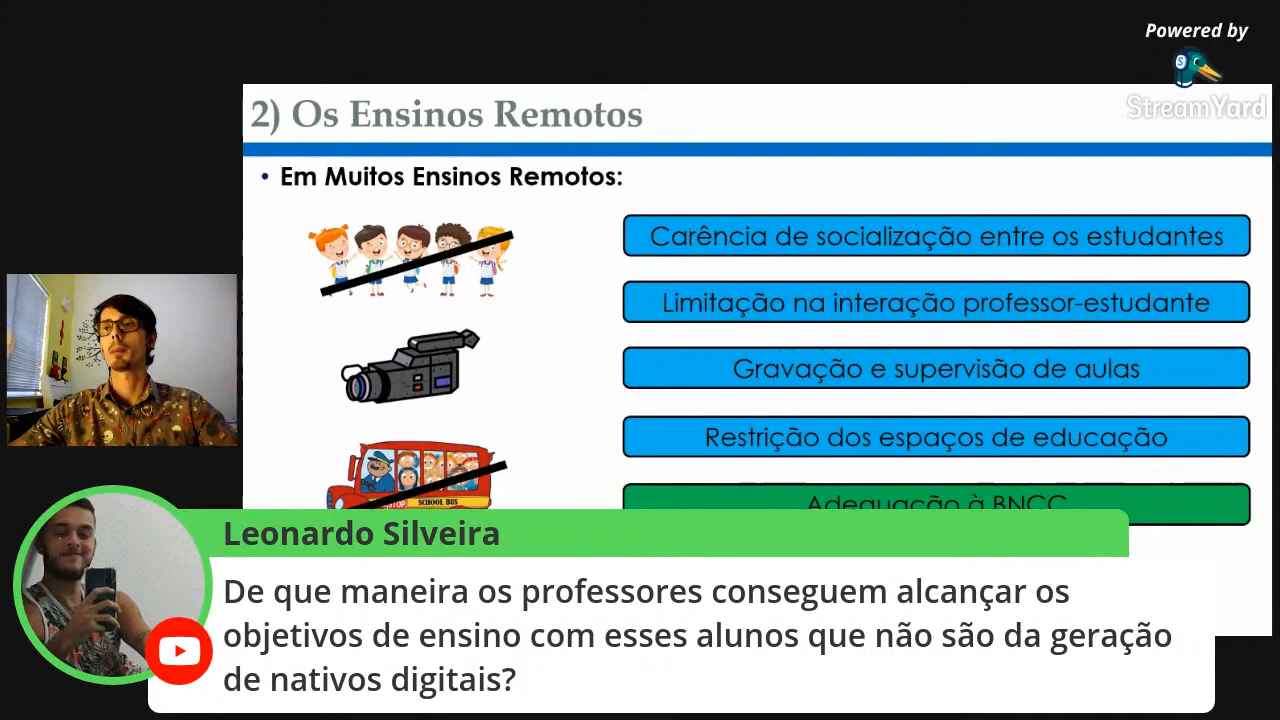 Powered by
StreamYard
2) Os Ensinos Remotos
• Em Muitos Ensinos Remotos:
Carência de socialização entre os estudantes
Limitação na interação professor-estudante
Gravação e supervisão de aulas
Restrição dos espaços de educação
STOP
SCHOOL BUS
Adequação à BNCC
Leonardo Silveira
De que maneira os professores conseguem alcançar os
objetivos de ensino com esses alunos que não são da geração
de nativos digitais?